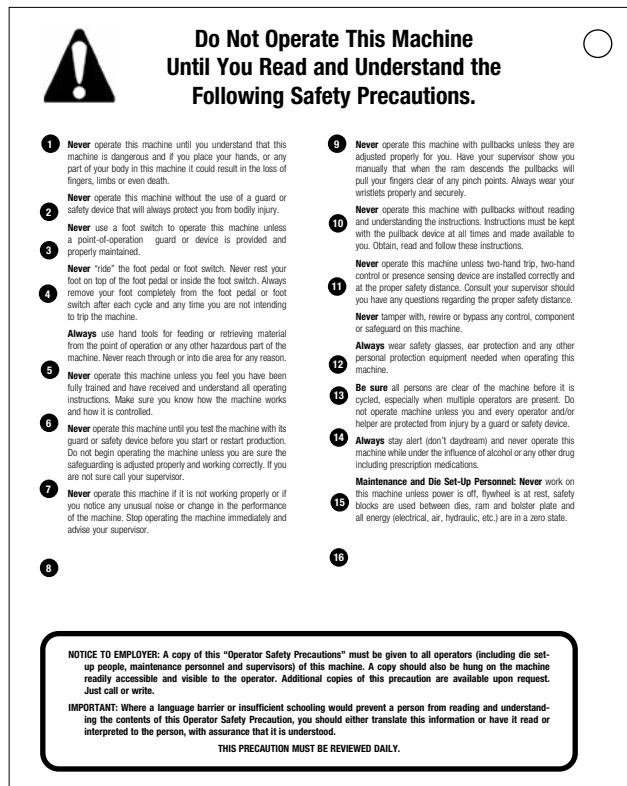 Do Not Operate This Machine
Until You Read and Understand the
Following Safety Precautions.
1
Never operate this machine until you understand that this
machine is dangerous and if you place your hands, or any
part of your body in this machine it could result in the loss of
fingers, limbs or even death.
2
Never operate this machine without the use of a guard or
safety device that will always protect you from bodily injury.
3
Never use a foot switch to operate this machine unless
a point-of-operation guard or device is provided and
properly maintained.
4
Never "ride" the foot pedal or foot switch. Never rest your
foot on top of the foot pedal or inside the foot switch. Always
remove your foot completely from the foot pedal or foot
switch after each cycle and any time you are not intending
to trip the machine.
5
Always use hand tools for feeding or retrieving material
from the point of operation or any other hazardous part of the
machine. Never reach through or into die area for any reason.
6
Never operate this machine unless you feel you have been
fully trained and have received and understand all operating
instructions. Make sure you know how the machine works
and how it is controlled.
7
Never operate this machine until you test the machine with its
guard or safety device before you start or restart production.
Do not begin operating the machine unless you are sure the
safeguarding is adjusted properly and working correctly. If you
are not sure call your supervisor.
8
Never operate this machine if it is not working properly or if
you notice any unusual noise or change in the performance
of the machine. Stop operating the machine immediately and
advise your supervisor.
9
Never operate this machine with pullbacks unless they are
adjusted properly for you. Have your supervisor show you
manually that when the ram descends the pullbacks will
pull your fingers clear of any pinch points. Always wear your
wristlets properly and securely.
10
Never operate this machine with pullbacks without reading
and understanding the instructions. Instructions must be kept
with the pullback device at all times and made available to
you. Obtain, read and follow these instructions.
11
Never operate this machine unless two-hand trip, two-hand
control or presence sensing device are installed correctly and
at the proper safety distance. Consult your supervisor should
you have any questions regarding the proper safety distance.
12
Never tamper with, rewire or bypass any control, component
or safeguard on this machine.
13
Always wear safety glasses, ear protection and any other
personal protection equipment needed when operating this
machine.
14
Be sure all persons are clear of the machine before it is
cycled, especially when multiple operators are present. Do
not operate machine unless you and every operator and/or
helper are protected from injury by a guard or safety device.
15
Always stay alert (don't daydream) and never operate this
machine while under the influence of alcohol or any other drug
including prescription medications.
16
Maintenance and Die Set-Up Personnel: Never work on
this machine unless power is off, flywheel is at rest, safety
blocks are used between dies, ram and bolster plate and
all energy (electrical, air, hydraulic, etc.) are in a zero state.
NOTICE TO EMPLOYER: A copy of this "Operator Safety Precautions" must be given to all operators (including die set-
up people, maintenance personnel and supervisors) of this machine. A copy should also be hung on the machine
readily accessible and visible to the operator. Additional copies of this precaution are available upon request.
Just call or write.
IMPORTANT: Where a language barrier or insufficient schooling would prevent a person from reading and understand-
ing the contents of this Operator Safety Precaution, you should either translate this information or have it read or
interpreted to the person, with assurance that it is understood.
THIS PRECAUTION MUST BE REVIEWED DAILY.